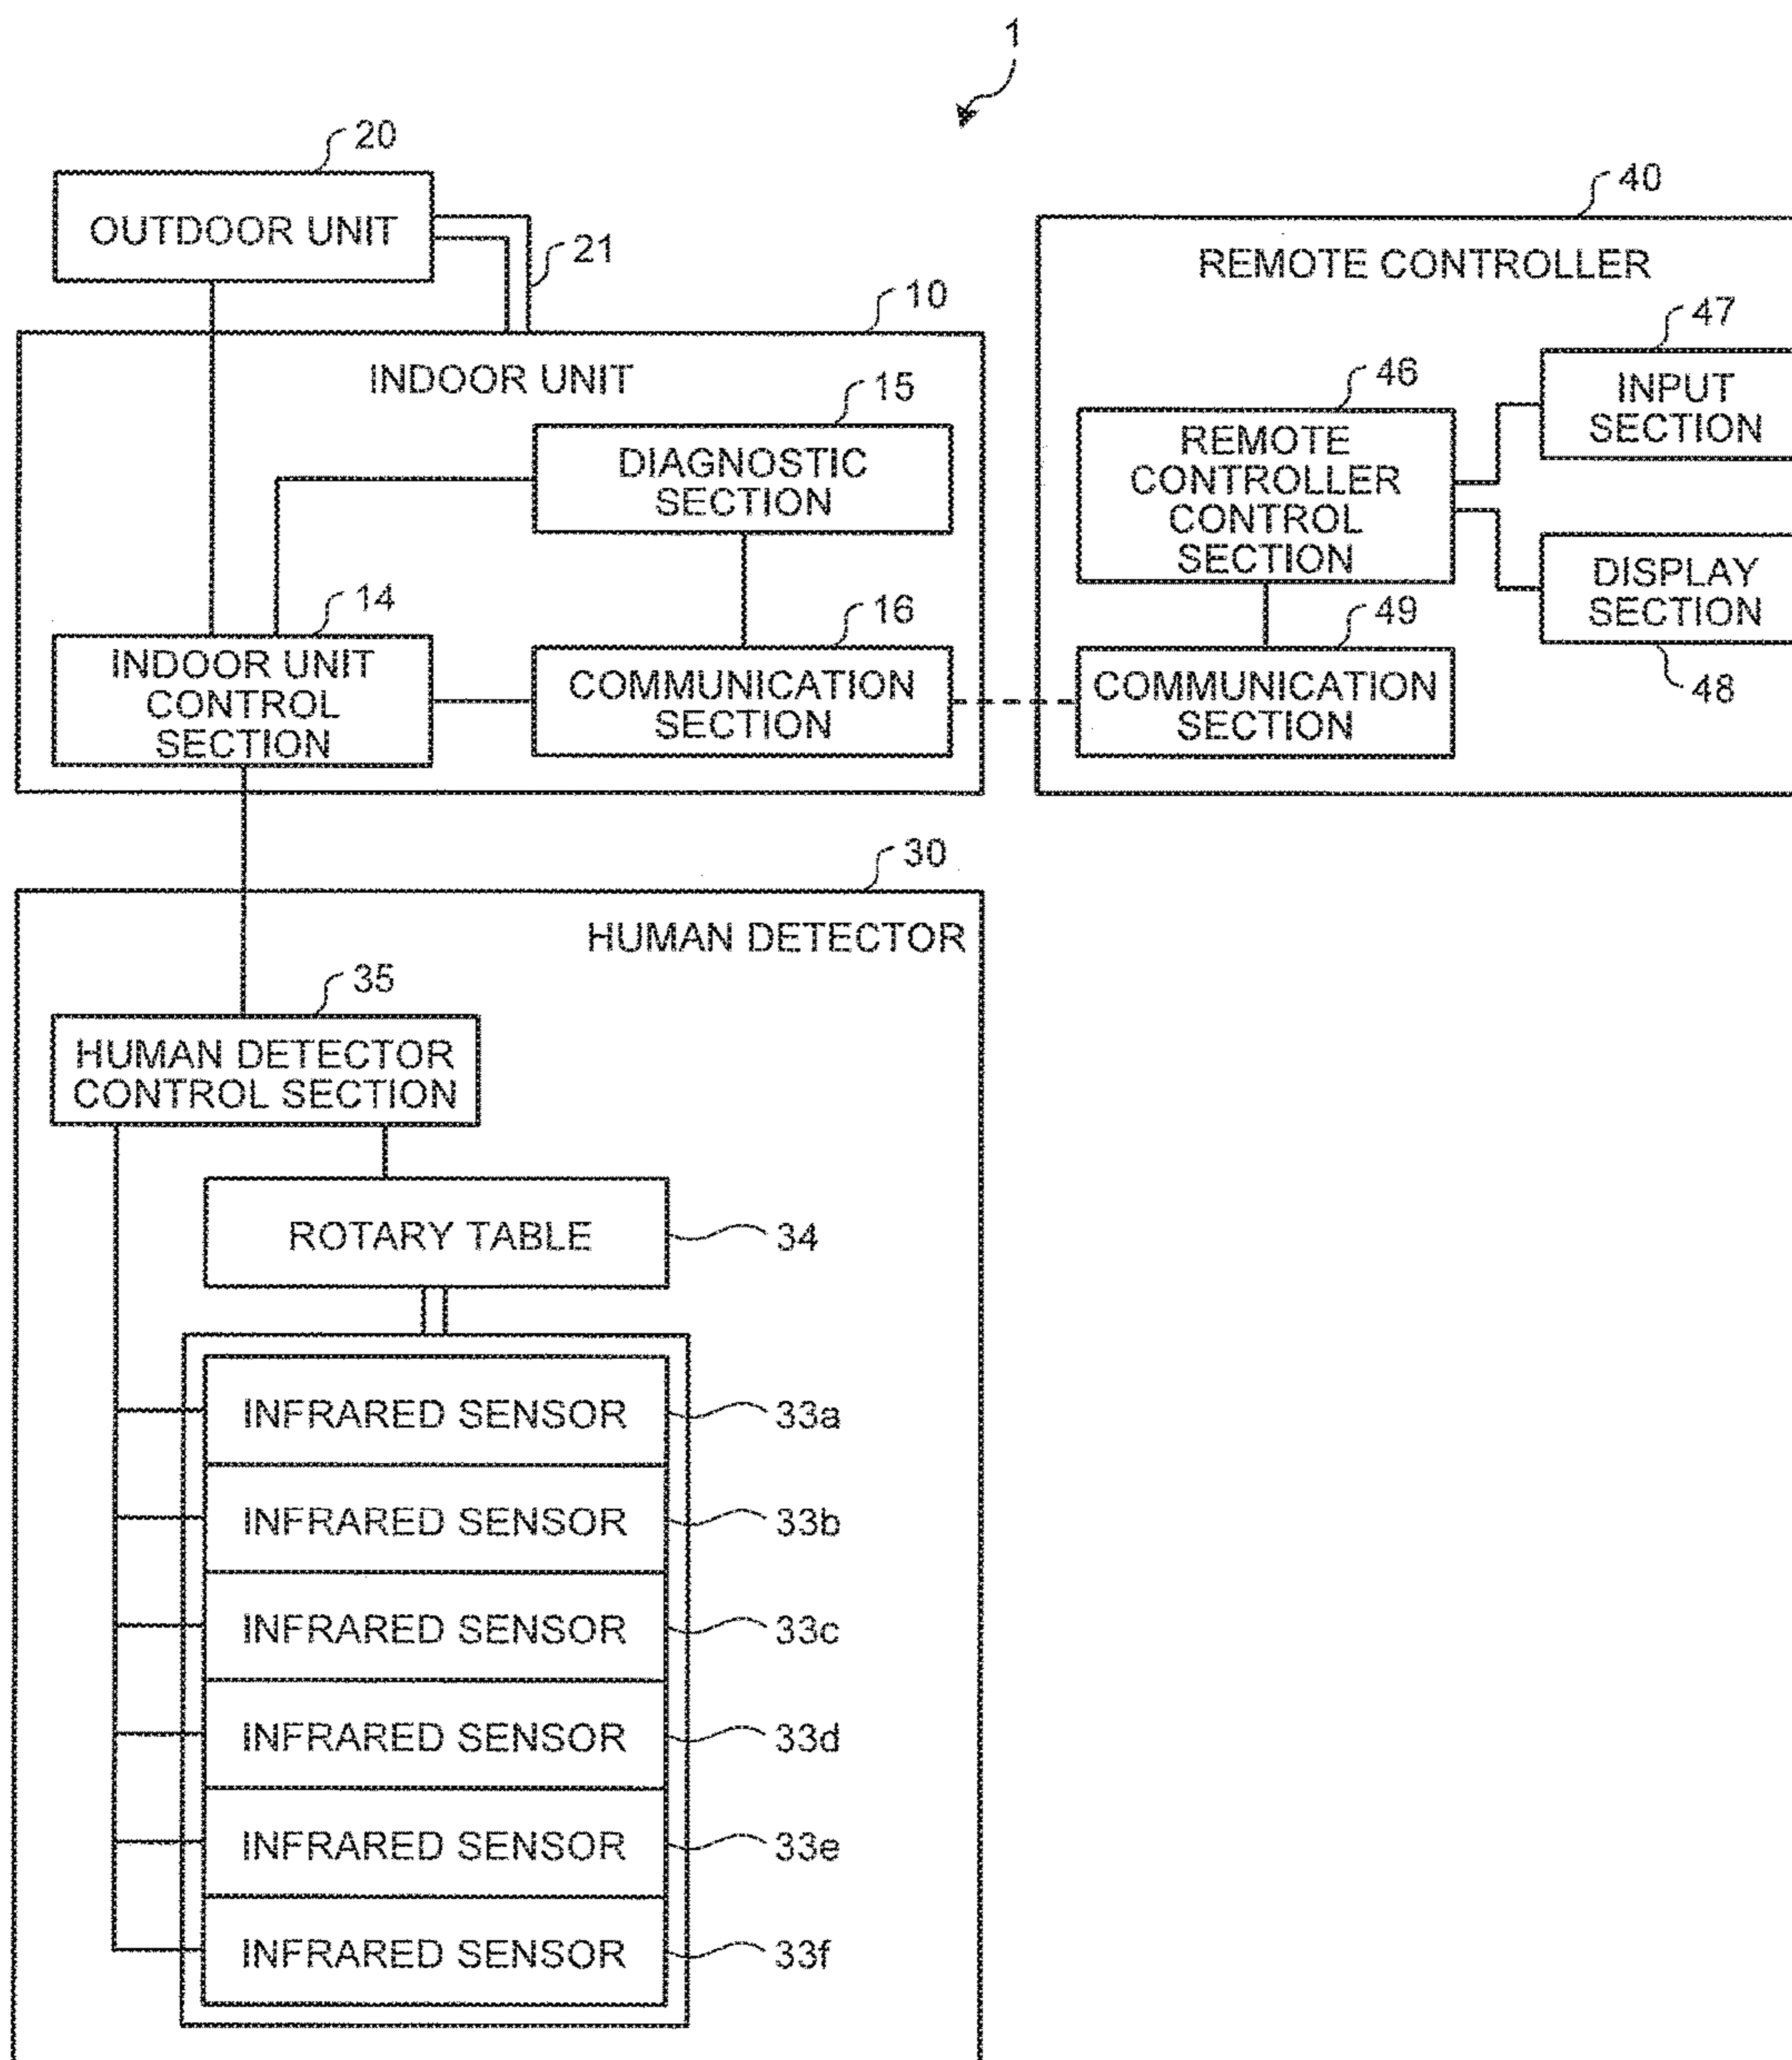 1
20
OUTDOOR UNIT
21
10
INDOOR UNIT
15
DIAGNOSTIC
SECTION
14
INDOOR UNIT
CONTROL
SECTION
16
COMMUNICATION
SECTION
40
REMOTE CONTROLLER
46
REMOTE
CONTROLLER
CONTROL
SECTION
47
INPUT
SECTION
DISPLAY
SECTION
48
49
COMMUNICATION
SECTION
30
HUMAN DETECTOR
35
HUMAN DETECTOR
CONTROL SECTION
ROTARY TABLE
34
INFRARED SENSOR
33a
INFRARED SENSOR
33b
INFRARED SENSOR
33c
INFRARED SENSOR
33d
INFRARED SENSOR
33e
INFRARED SENSOR
33f